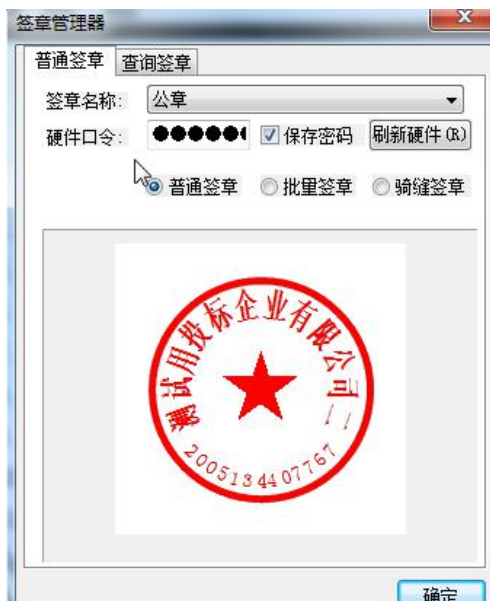 签章管理器
普通签章 查询签章
签章名称: 公章
硬件口令: ●●●●●● 保存密码 刷新硬件(R)
普通签章 批量签章 骑缝签章
测试用投标企业有限公司二
2005134407767
确定